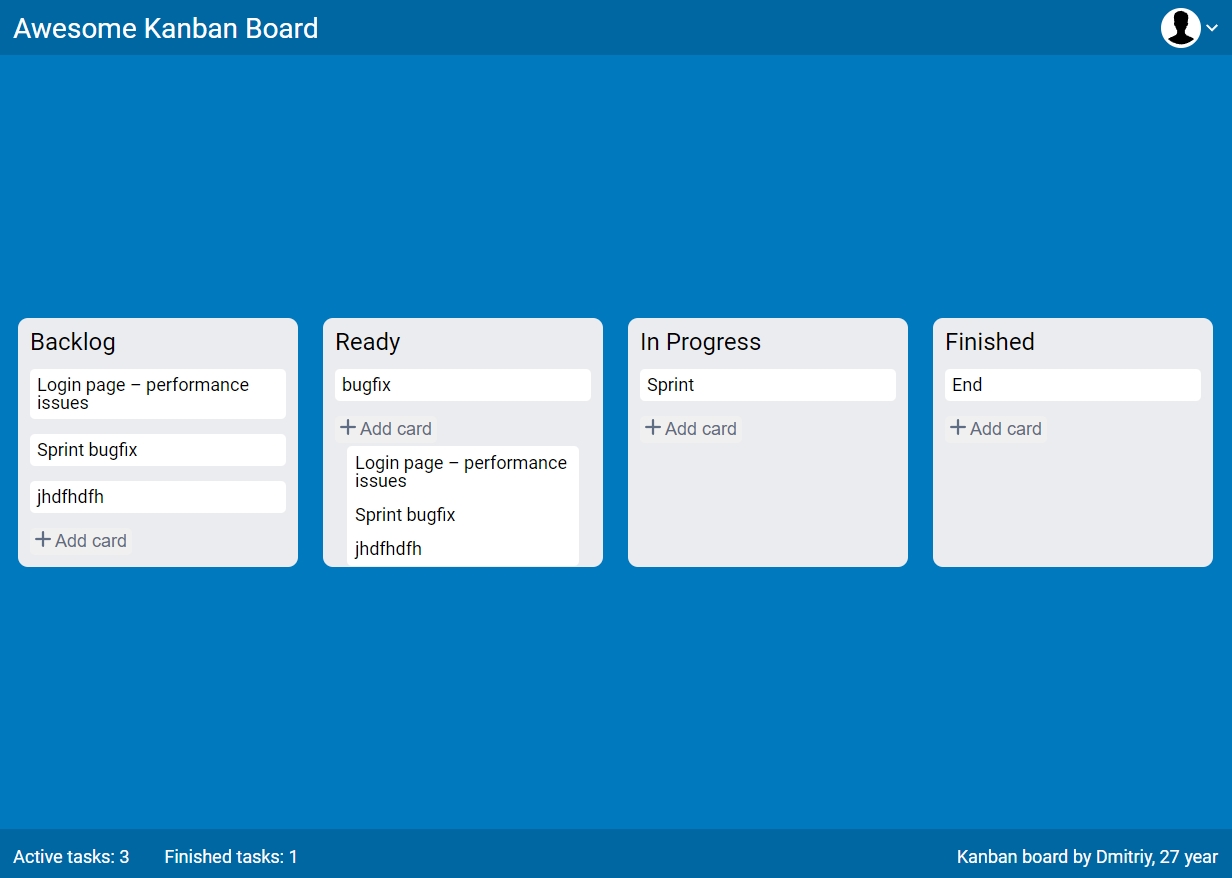 Awesome Kanban Board
Backlog
Login page – performance
issues
Sprint bugfix
jhdfhdfh
Add card
Ready
bugfix
Add card
Login page – performance
issues
Sprint bugfix
jhdfhdfh
In Progress
Sprint
Add card
Finished
End
Add card
Active tasks: 3
Finished tasks: 1
Kanban board by Dmitriy, 27 year